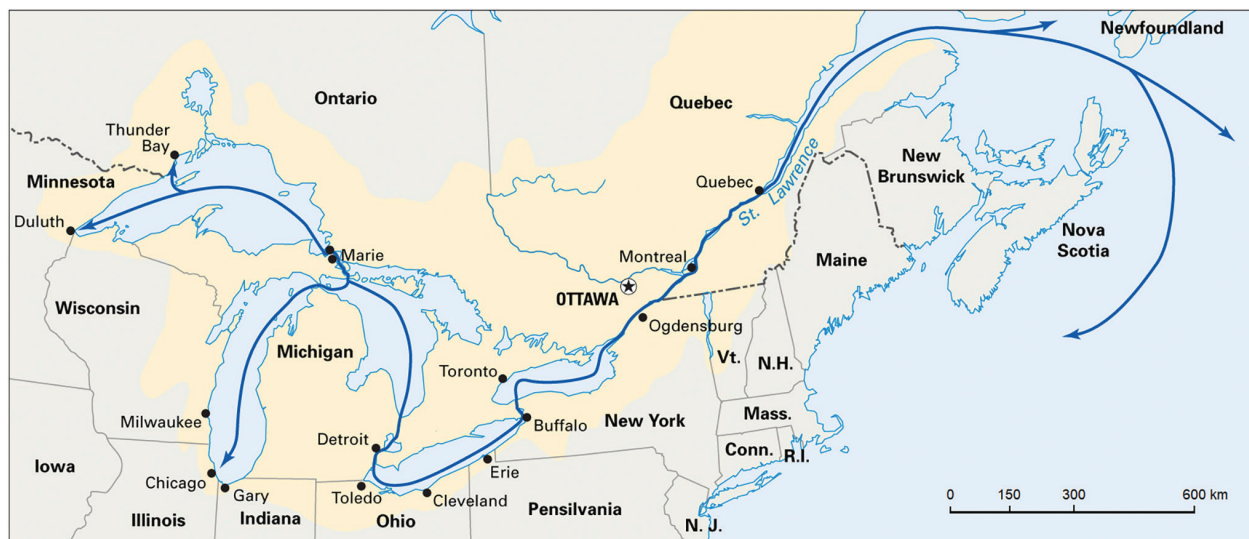 Newfoundland
Ontario
Quebec
Thunder
Bay
Minnesota
St. Lawrence
New
Brunswick
Quebec
Duluth
Nova
Scotia
Marie
Montreal
Maine
Wisconsin
OTTAWA
Ogdensburg
Michigan
Vt.
N.H.
Toronto
Milwaukee
Buffalo
New York
Mass.
Detroit
Conn.
R.I.
Iowa
Erie
Chicago
Gary
Toledo
Cleveland
Illinois
Indiana
Ohio
Pensilvania
N. J.
0 150 300 600 km